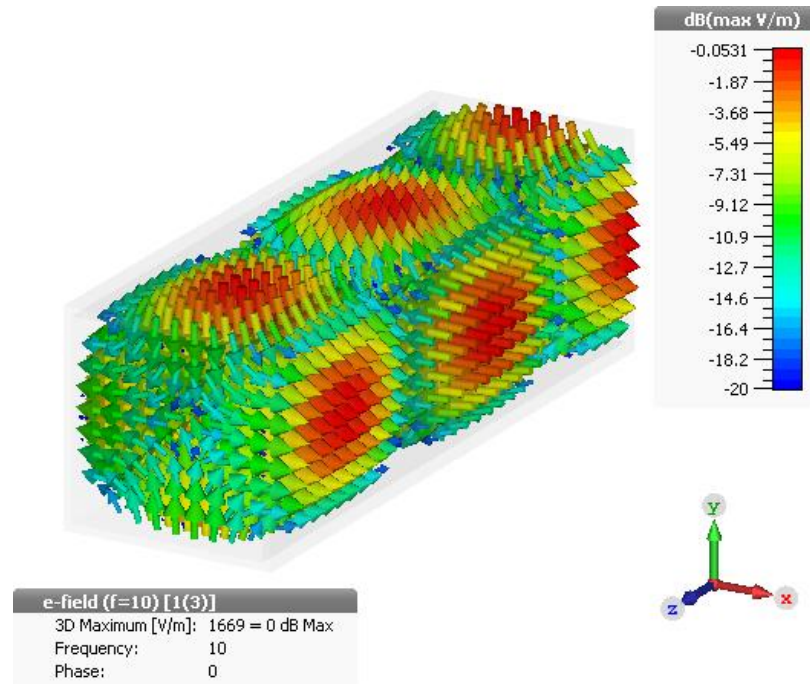 dB(max V/m)
-0.0531
-1.87
-3.68
-5.49
-7.31
-9.12
-10.9
-12.7
-14.6
-16.4
-18.2
-20
y
z
x
e-field (f=10) [1(3)]
3D Maximum [V/m]: 1669 = 0 dB Max
Frequency: 10
Phase: 0